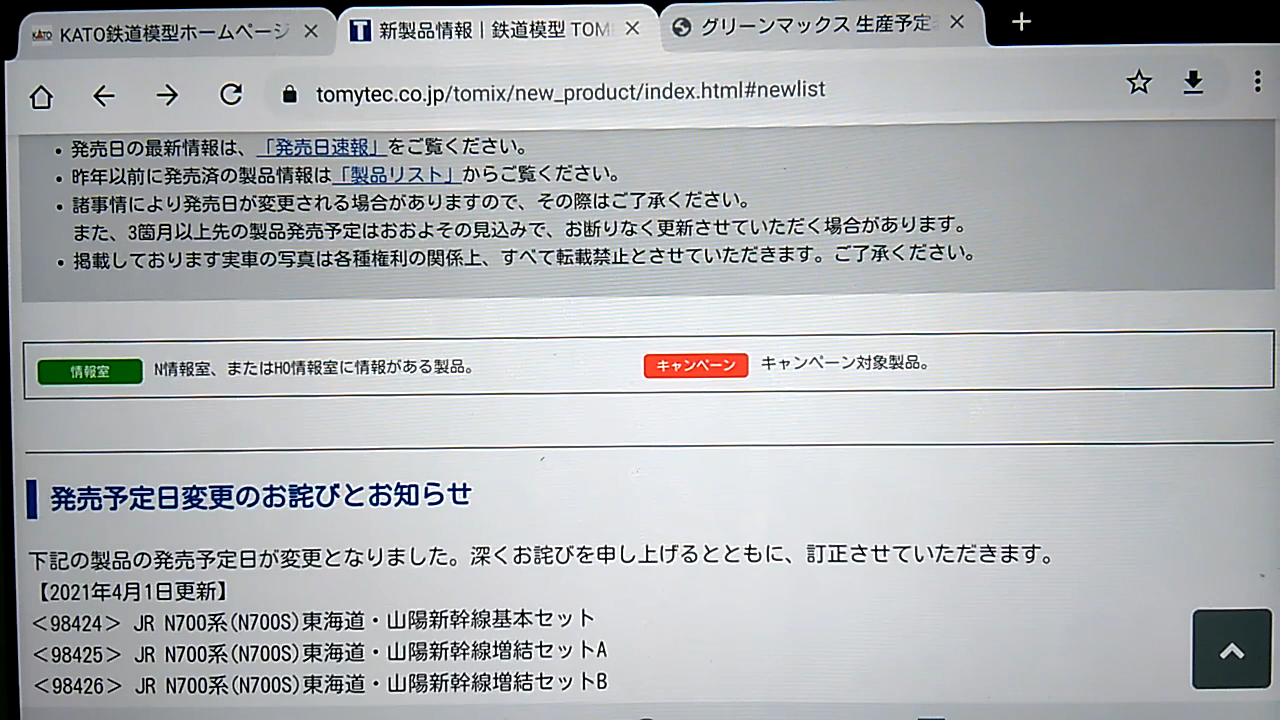 KATO鉄道模型ホームページ
新製品情報 | 鉄道模型 TOM
グリーンマックス 生産予定
tomytec.co.jp/tomix/new_product/index.html#newlist
・発売日の最新情報は、「発売日速報」をご覧ください。
・昨年以前に発売済の製品情報は「製品リスト」からご覧ください。
・諸事情により発売日が変更される場合がありますので、その際はご了承ください。
また、3箇月以上先の製品発売予定はおおよその見込みで、お断りなく更新させていただく場合があります。
・掲載しております実車の写真は各種権利の関係上、すべて転載禁止とさせていただきます。ご了承ください。
情報室 N情報室、またはHO情報室に情報がある製品。
キャンペーン キャンペーン対象製品。
発売予定日変更のお詫びとお知らせ
下記の製品の発売予定日が変更となりました。深くお詫びを申し上げるとともに、訂正させていただきます。
【2021年4月1日更新】
<98424> JR N700系(N700S)東海道・山陽新幹線基本セット
<98425> JR N700系(N700S)東海道・山陽新幹線増結セットA
<98426> JR N700系(N700S)東海道・山陽新幹線増結セットB